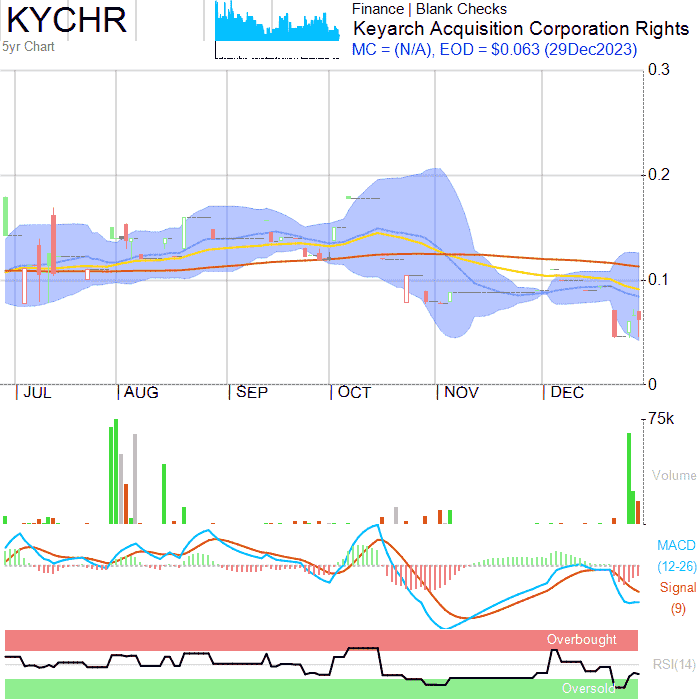 KYCHR
5yr Chart
Finance | Blank Checks
Keyarch Acquisition Corporation Rights
MC = (N/A), EOD = $0.063 (29Dec2023)
0.3
0.2
0.1
0
JUL AUG SEP OCT NOV DEC
75k
Volume
MACD
(12-26)
Signal
(9)
Overbought
RSI(14)
Oversold